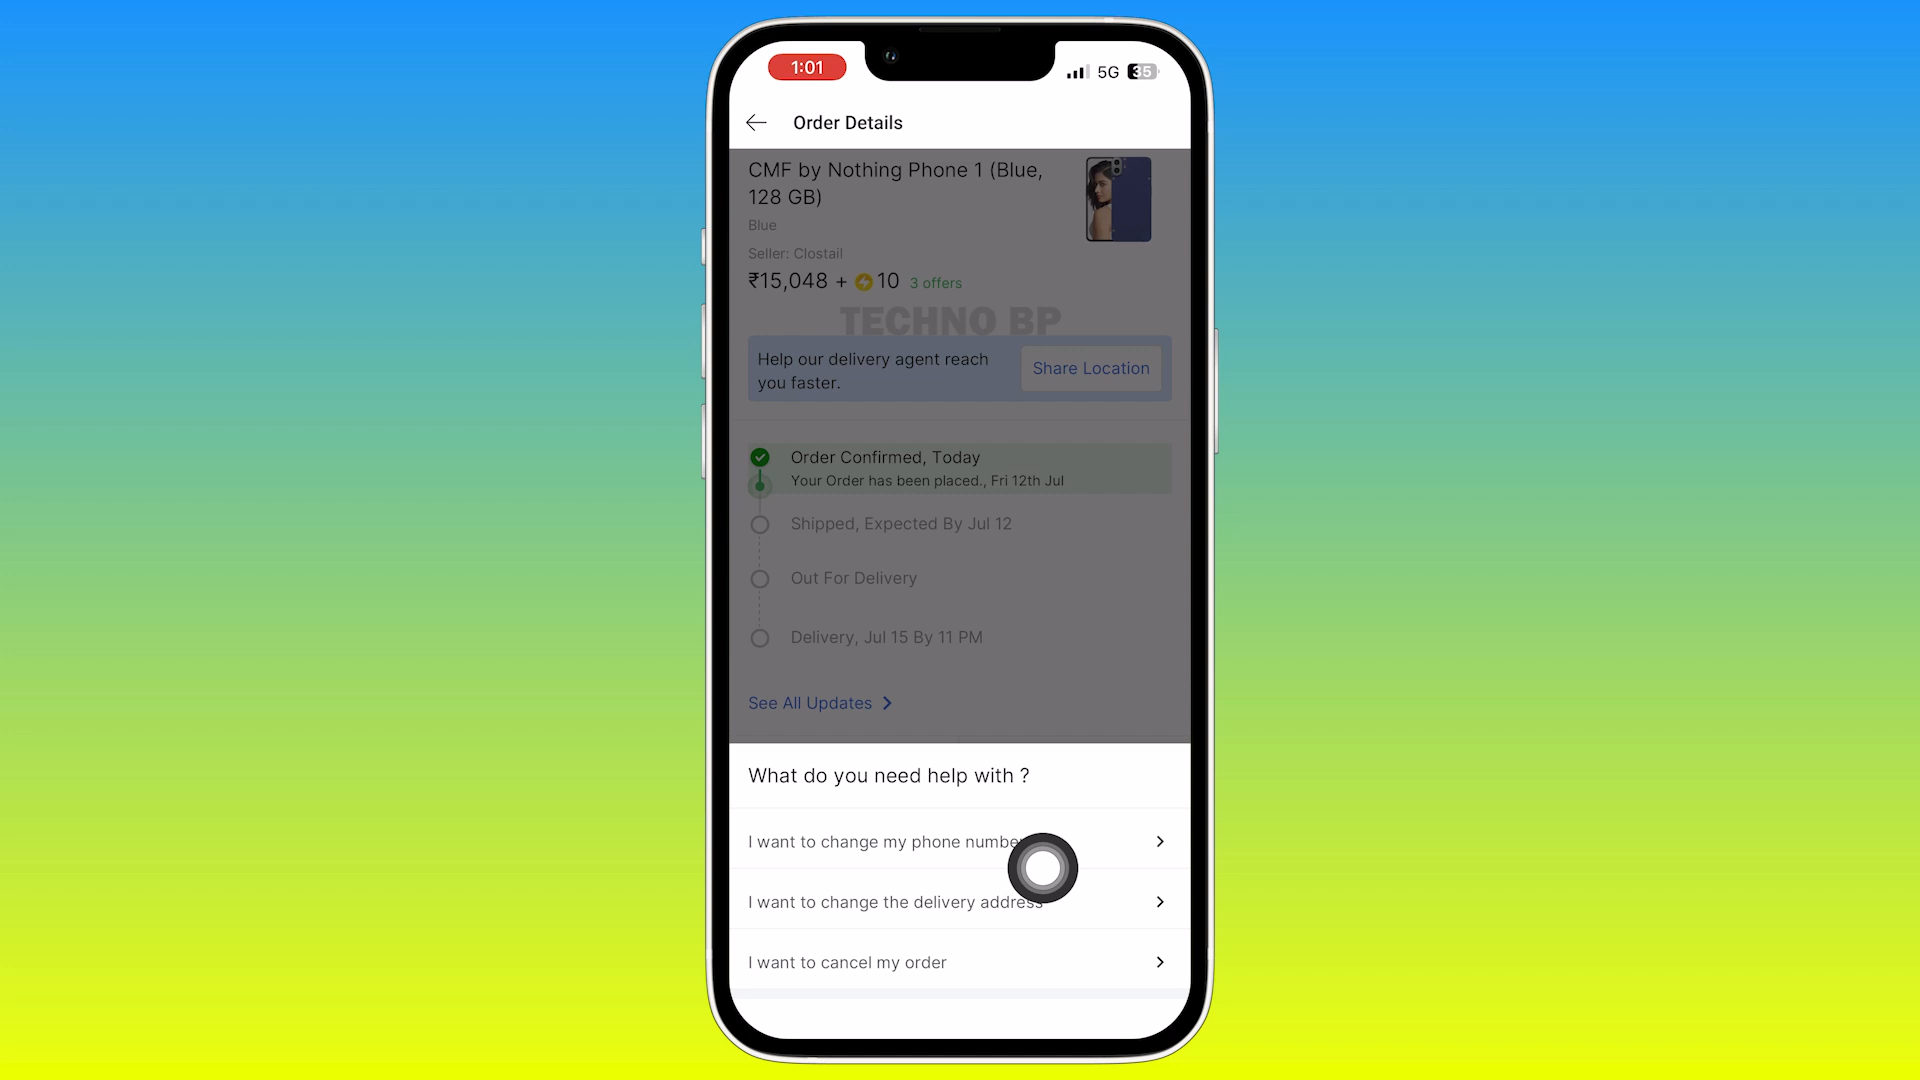 1:01
5G 35
Order Details
CMF by Nothing Phone 1 (Blue,
128 GB)
Blue
Seller: Clostail
₹15,048 + 10 3 offers
TECHNO BP
Help our delivery agent reach
you faster.
Share Location
Order Confirmed, Today
Your Order has been placed., Fri 12th Jul
Shipped, Expected By Jul 12
Out For Delivery
Delivery, Jul 15 By 11 PM
See All Updates
What do you need help with ?
I want to change my phone number
I want to change the delivery address
I want to cancel my order